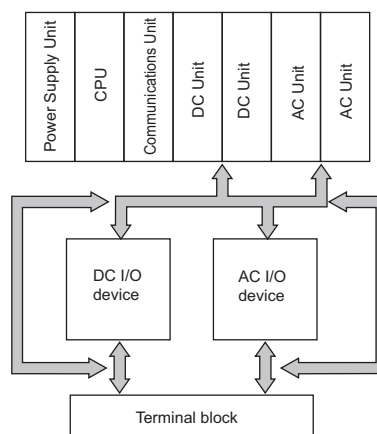 Power Supply Unit
CPU
Communications Unit
DC Unit
DC Unit
AC Unit
AC Unit
DC I/O
device
AC I/O
device
Terminal block